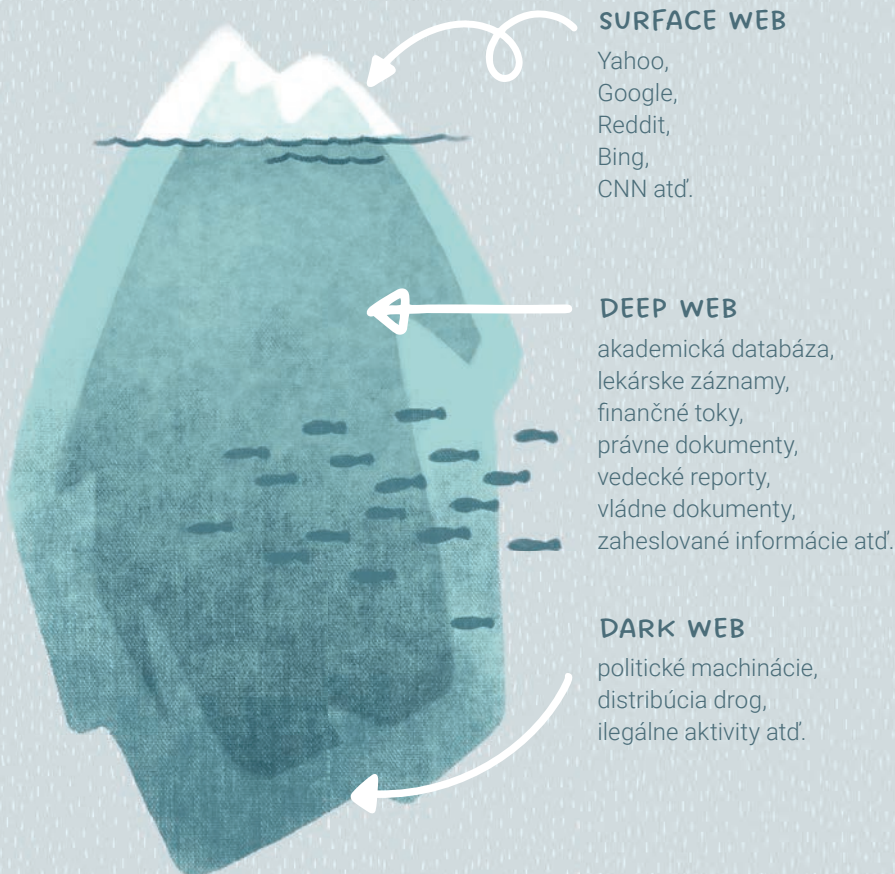 SURFACE WEB
Yahoo,
Google,
Reddit,
Bing,
CNN atď.
DEEP WEB
akademická databáza,
lekárske záznamy,
finančné toky,
právne dokumenty,
vedecké reporty,
vládne dokumenty,
zaheslované informácie atď.
DARK WEB
politické machinácie,
distribúcia drog,
ilegálne aktivity atď.